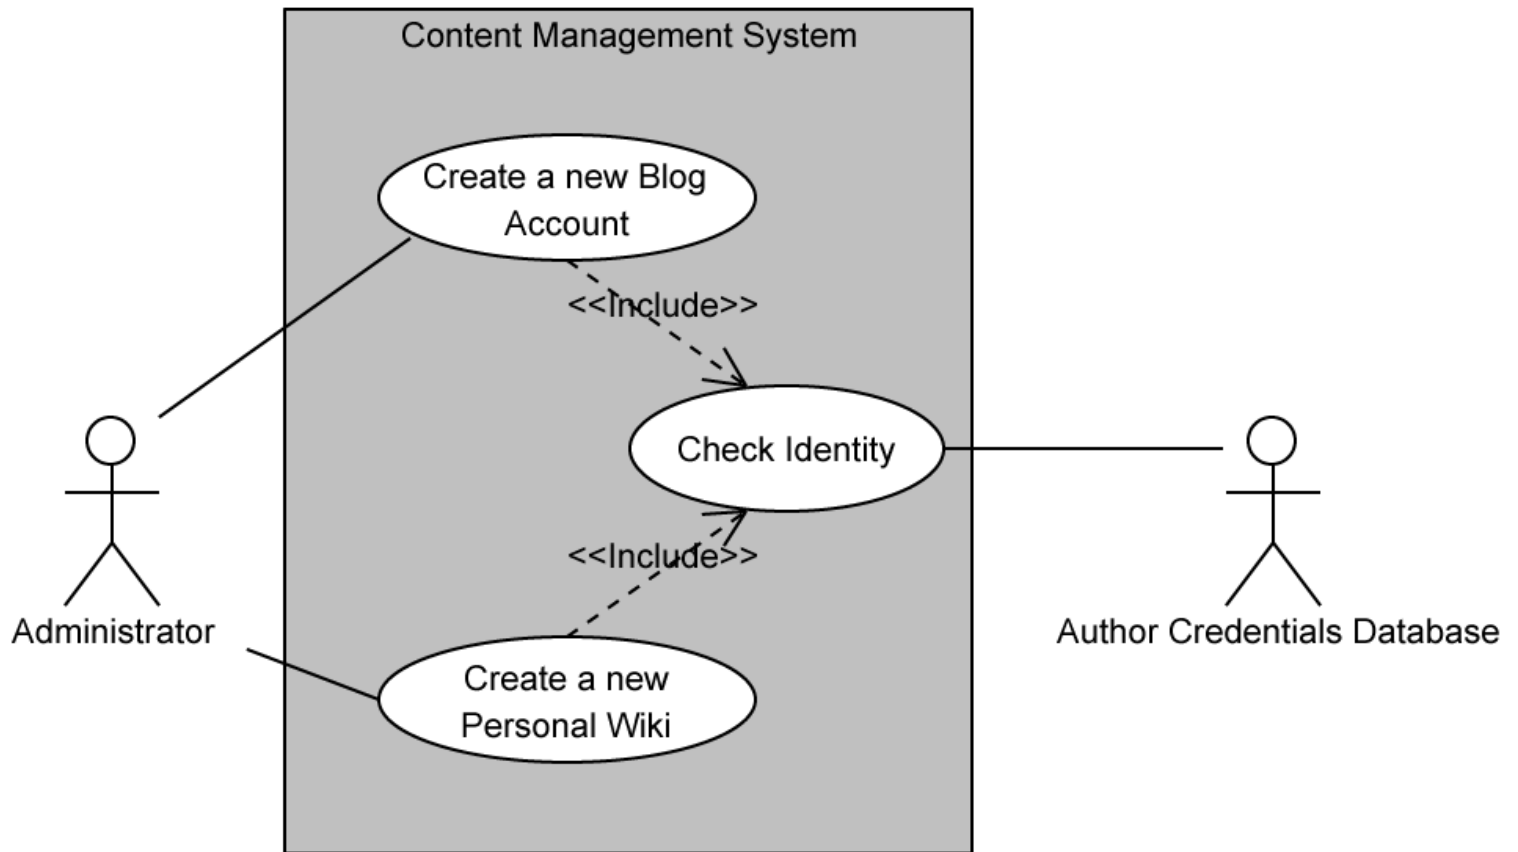 Content Management System
Create a new Blog
Account
<<Include>>
Check Identity
<<Include>>
Administrator
Author Credentials Database
Create a new
Personal Wiki